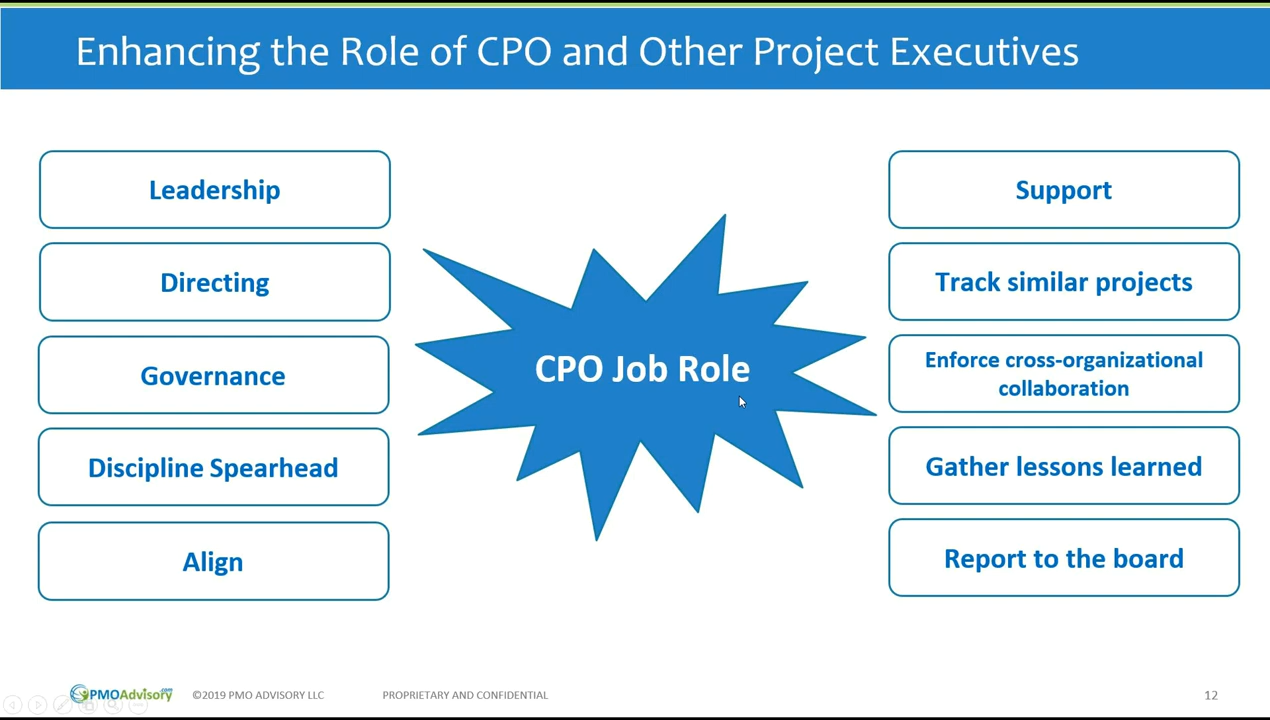 Enhancing the Role of CPO and Other Project Executives
Leadership
Directing
Governance
Discipline Spearhead
Align
CPO Job Role
Support
Track similar projects
Enforce cross-organizational
collaboration
Gather lessons learned
Report to the board
PMOAdvisory.com
©2019 PMO ADVISORY LLC
PROPRIETARY AND CONFIDENTIAL
12